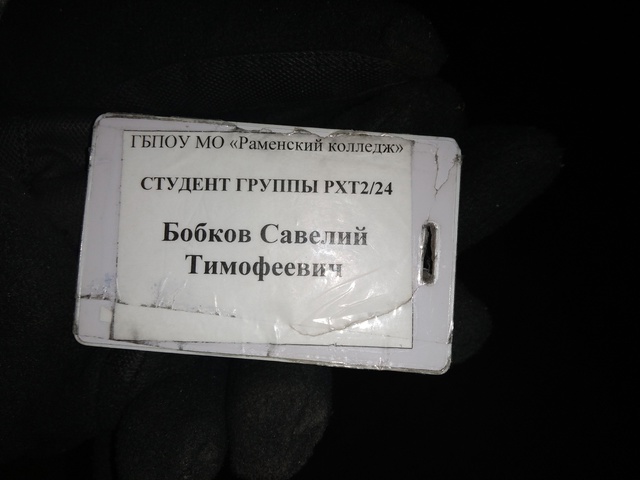 ГБПОУ МО «Раменский колледж»
СТУДЕНТ ГРУППЫ РХТ2/24
Бобков Савелий
Тимофеевич